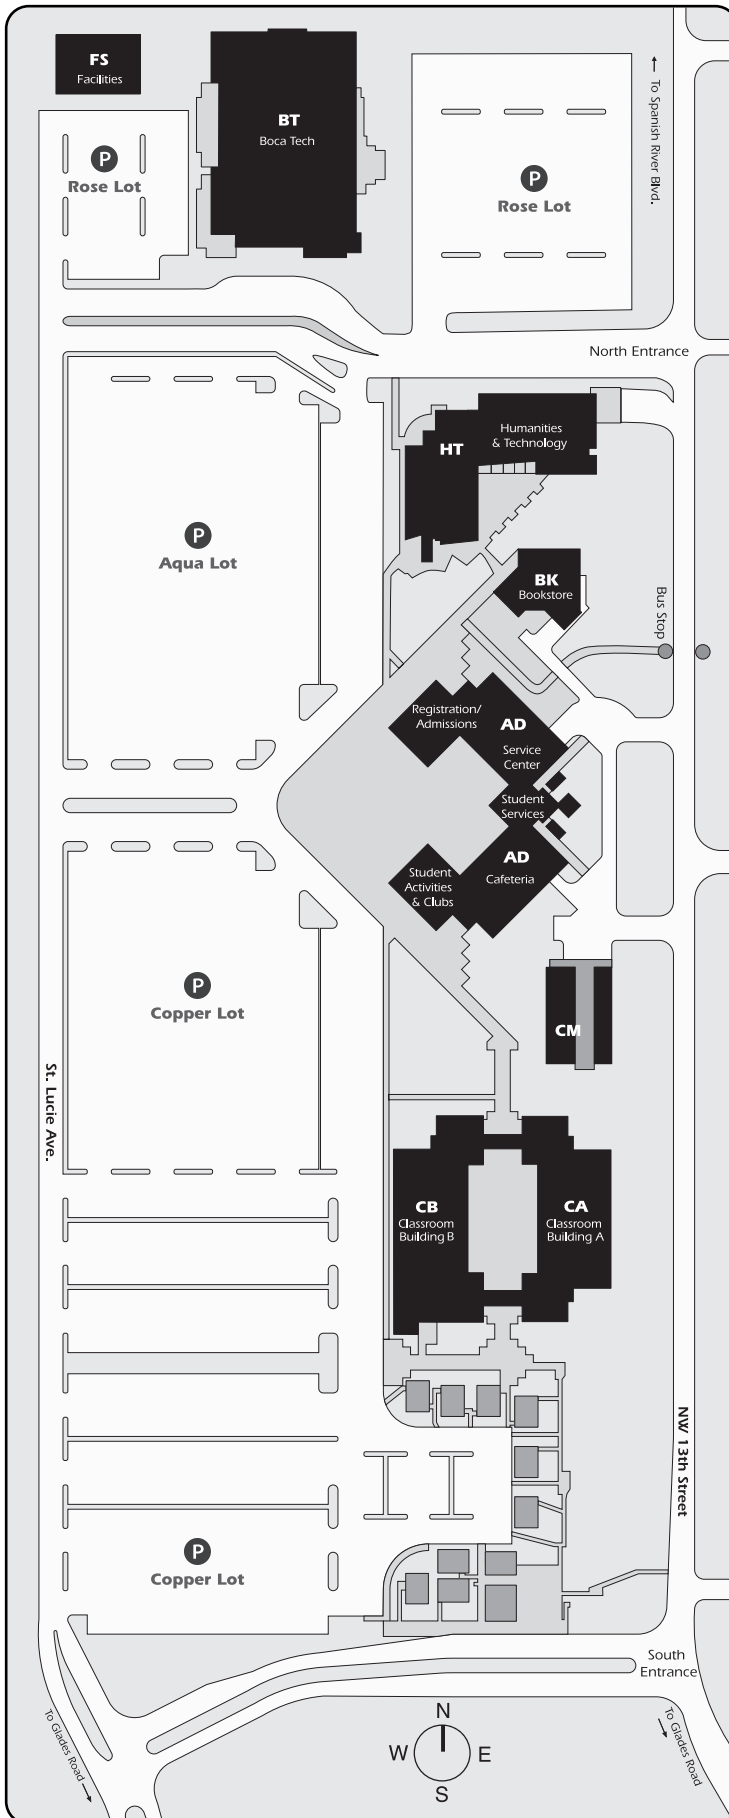 FS
Facilities
BT
Boca Tech
P
Rose Lot
P
Rose Lot
← To Spanish River Blvd.
North Entrance
HT
Humanities
& Technology
P
Aqua Lot
BK
Bookstore
Bus Stop
Registration/
Admissions
AD
Service
Center
Student
Services
AD
Cafeteria
Student
Activities
& Clubs
P
Copper Lot
CM
St. Lucie Ave.
CB
Classroom
Building B
CA
Classroom
Building A
NW 13th Street
P
Copper Lot
South
Entrance
To Glades Road →
To Glades Road →
N
W
E
S